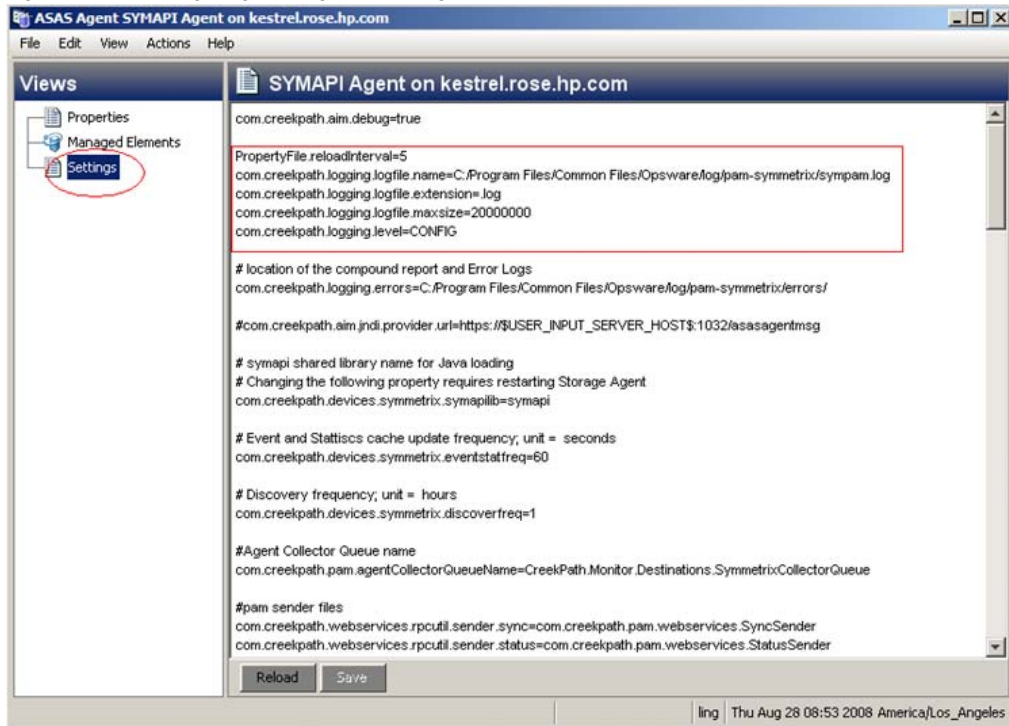 ASAS Agent SYMAPI Agent on kestrel.rose.hp.com
File Edit View Actions Help
Views
Properties
Managed Elements
Settings
SYMAPI Agent on kestrel.rose.hp.com
com.creekpath.aim.debug=true
PropertyFile.reloadInterval=5
com.creekpath.logging.logfile.name=C:/Program Files/Common Files/Opsware/log/pam-symmetrix/sympam.log
com.creekpath.logging.logfile.extension=.log
com.creekpath.logging.logfile.maxsize=20000000
com.creekpath.logging.level=CONFIG
# location of the compound report and Error Logs
com.creekpath.logging.errors=C:/Program Files/Common Files/Opsware/log/pam-symmetrix/errors/
#com.creekpath.aim.jndi.provider.url=https://$USER_INPUT_SERVER_HOST$:1032/asasagentmsg
# symapi shared library name for Java loading
# Changing the following property requires restarting Storage Agent
com.creekpath.devices.symmetrix.symapilib=symapi
# Event and Stattiscs cache update frequency; unit = seconds
com.creekpath.devices.symmetrix.eventstatfreq=60
# Discovery frequency; unit = hours
com.creekpath.devices.symmetrix.discoverfreq=1
#Agent Collector Queue name
com.creekpath.pam.agentCollectorQueueName=CreekPath.Monitor.Destinations.SymmetrixCollectorQueue
#pam sender files
com.creekpath.webservices.rpcutil.sender.sync=com.creekpath.pam.webservices.SyncSender
com.creekpath.webservices.rpcutil.sender.status=com.creekpath.pam.webservices.StatusSender
Reload Save
ling Thu Aug 28 08:53 2008 America/Los_Angeles